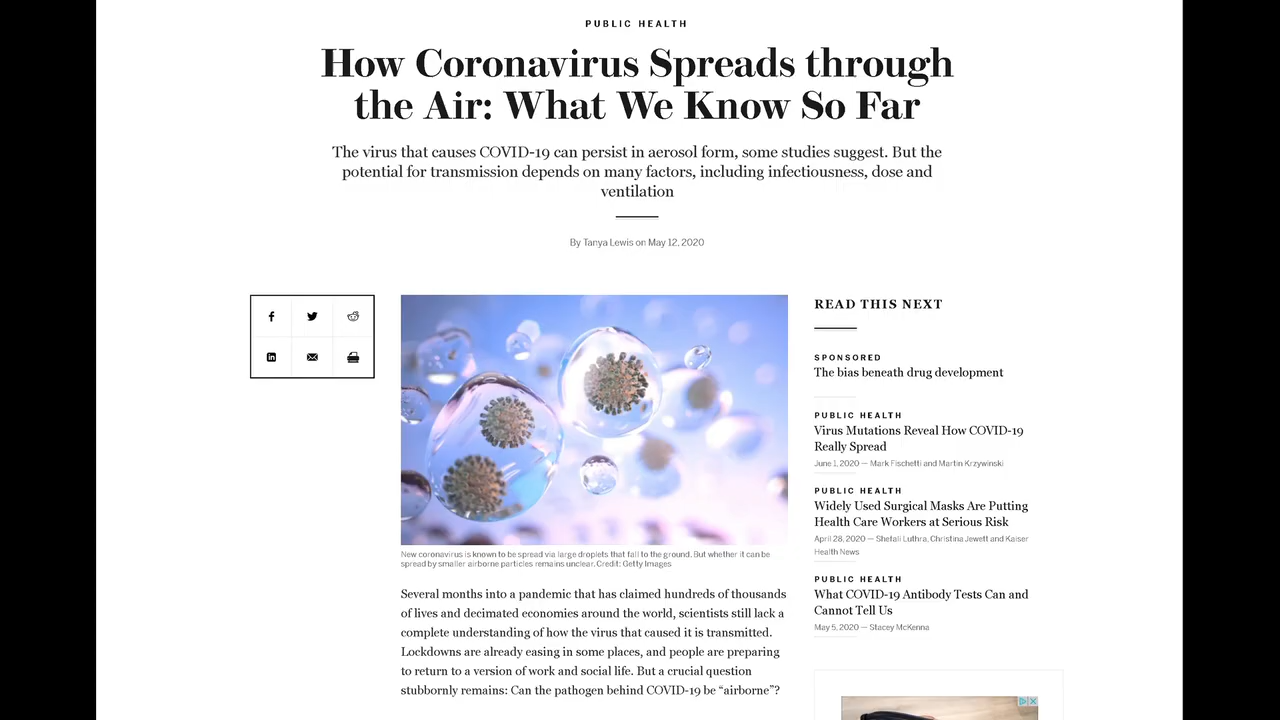 PUBLIC HEALTH
How Coronavirus Spreads through
the Air: What We Know So Far
The virus that causes COVID-19 can persist in aerosol form, some studies suggest. But the
potential for transmission depends on many factors, including infectiousness, dose and
ventilation
By Tanya Lewis on May 12, 2020
New coronavirus is known to be spread via large droplets that fall to the ground. But whether it can be
spread by smaller airborne particles remains unclear. Credit: Getty Images
Several months into a pandemic that has claimed hundreds of thousands
of lives and decimated economies around the world, scientists still lack a
complete understanding of how the virus that caused it is transmitted.
Lockdowns are already easing in some places, and people are preparing
to return to a version of work and social life. But a crucial question
stubbornly remains: Can the pathogen behind COVID-19 be “airborne”?
READ THIS NEXT
SPONSORED
The bias beneath drug development
PUBLIC HEALTH
Virus Mutations Reveal How COVID-19
Really Spread
June 1, 2020 — Mark Fischetti and Martin Krzywinski
PUBLIC HEALTH
Widely Used Surgical Masks Are Putting
Health Care Workers at Serious Risk
April 28, 2020 — Shefali Luthra, Christina Jewett and Kaiser
Health News
PUBLIC HEALTH
What COVID-19 Antibody Tests Can and
Cannot Tell Us
May 5, 2020 — Stacey McKenna